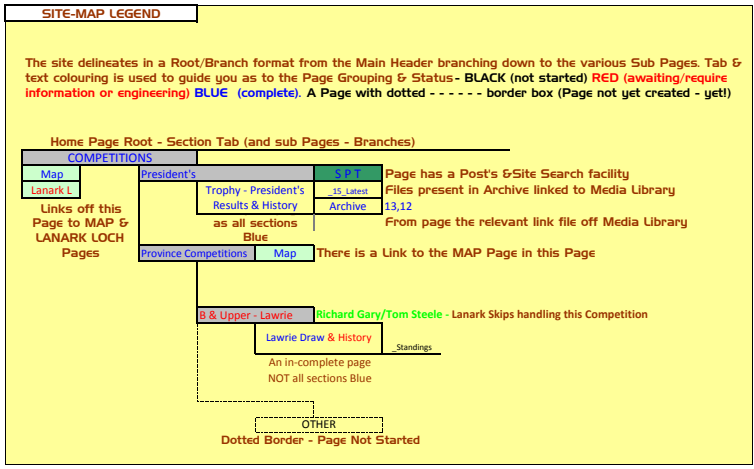 SITE-MAP LEGEND
The site delineates in a Root/Branch format from the Main Header branching down to the various Sub Pages. Tab &
text colouring is used to guide you as to the Page Grouping & Status - BLACK (not started) RED (awaiting/require
information or engineering) BLUE (complete). A Page with dotted - - - - - - border box (Page not yet created - yet!)
Home Page Root - Section Tab (and sub Pages - Branches)
COMPETITIONS
Map President's S P T Page has a Post's &Site Search facility
Lanark L Trophy - President's _15_Latest Files present in Archive linked to Media Library
Links off this Results & History Archive 13,12
Page to MAP & as all sections From page the relevant link file off Media Library
LANARK LOCH Blue
Pages Province Competitions Map There is a Link to the MAP Page in this Page
B & Upper - Lawrie Richard Gary/Tom Steele - Lanark Skips handling this Competition
Lawrie Draw & History
_Standings
An in-complete page
NOT all sections Blue
OTHER
Dotted Border - Page Not Started